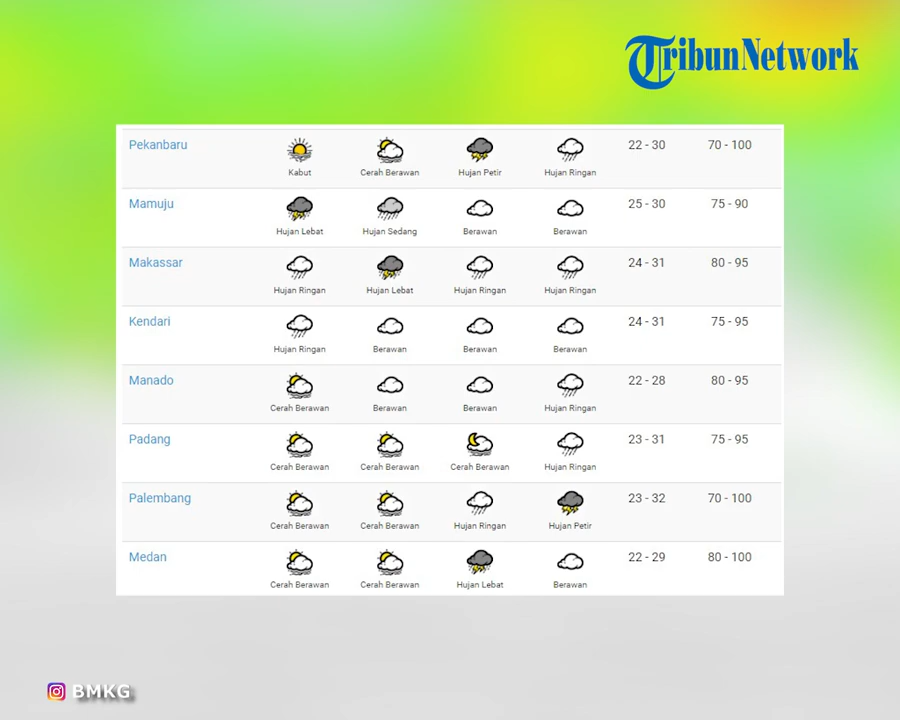 Tribun Network
Pekanbaru 22 - 30 70 - 100
Kabut Cerah Berawan Hujan Petir Hujan Ringan
Mamuju 25 - 30 75 - 90
Hujan Lebat Hujan Sedang Berawan Berawan
Makassar 24 - 31 80 - 95
Hujan Ringan Hujan Lebat Hujan Ringan Hujan Ringan
Kendari 24 - 31 75 - 95
Hujan Ringan Berawan Berawan Berawan
Manado 22 - 28 80 - 95
Cerah Berawan Berawan Berawan Hujan Ringan
Padang 23 - 31 75 - 95
Cerah Berawan Cerah Berawan Cerah Berawan Hujan Ringan
Palembang 23 - 32 70 - 100
Cerah Berawan Cerah Berawan Hujan Ringan Hujan Petir
Medan 22 - 29 80 - 100
Cerah Berawan Cerah Berawan Hujan Lebat Berawan
BMKG